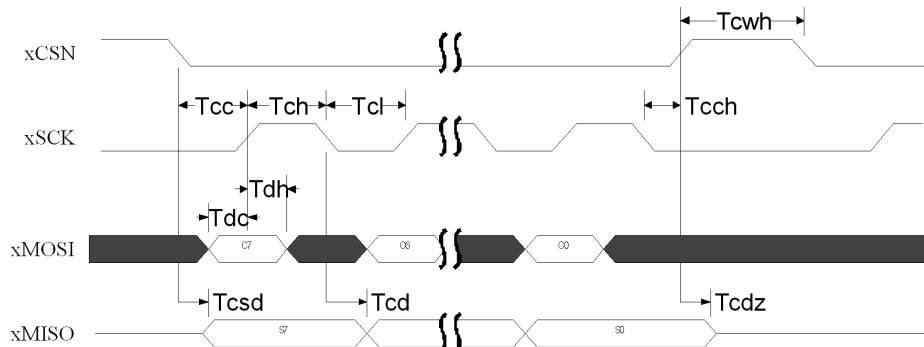 Tcwh
xCSN
Tcc Tch Tcl Tcch
xSCK
Tdh
Tdc
xMOSI C7 C6 C0
Tcsd Tcd Tcdz
xMISO S7 S0